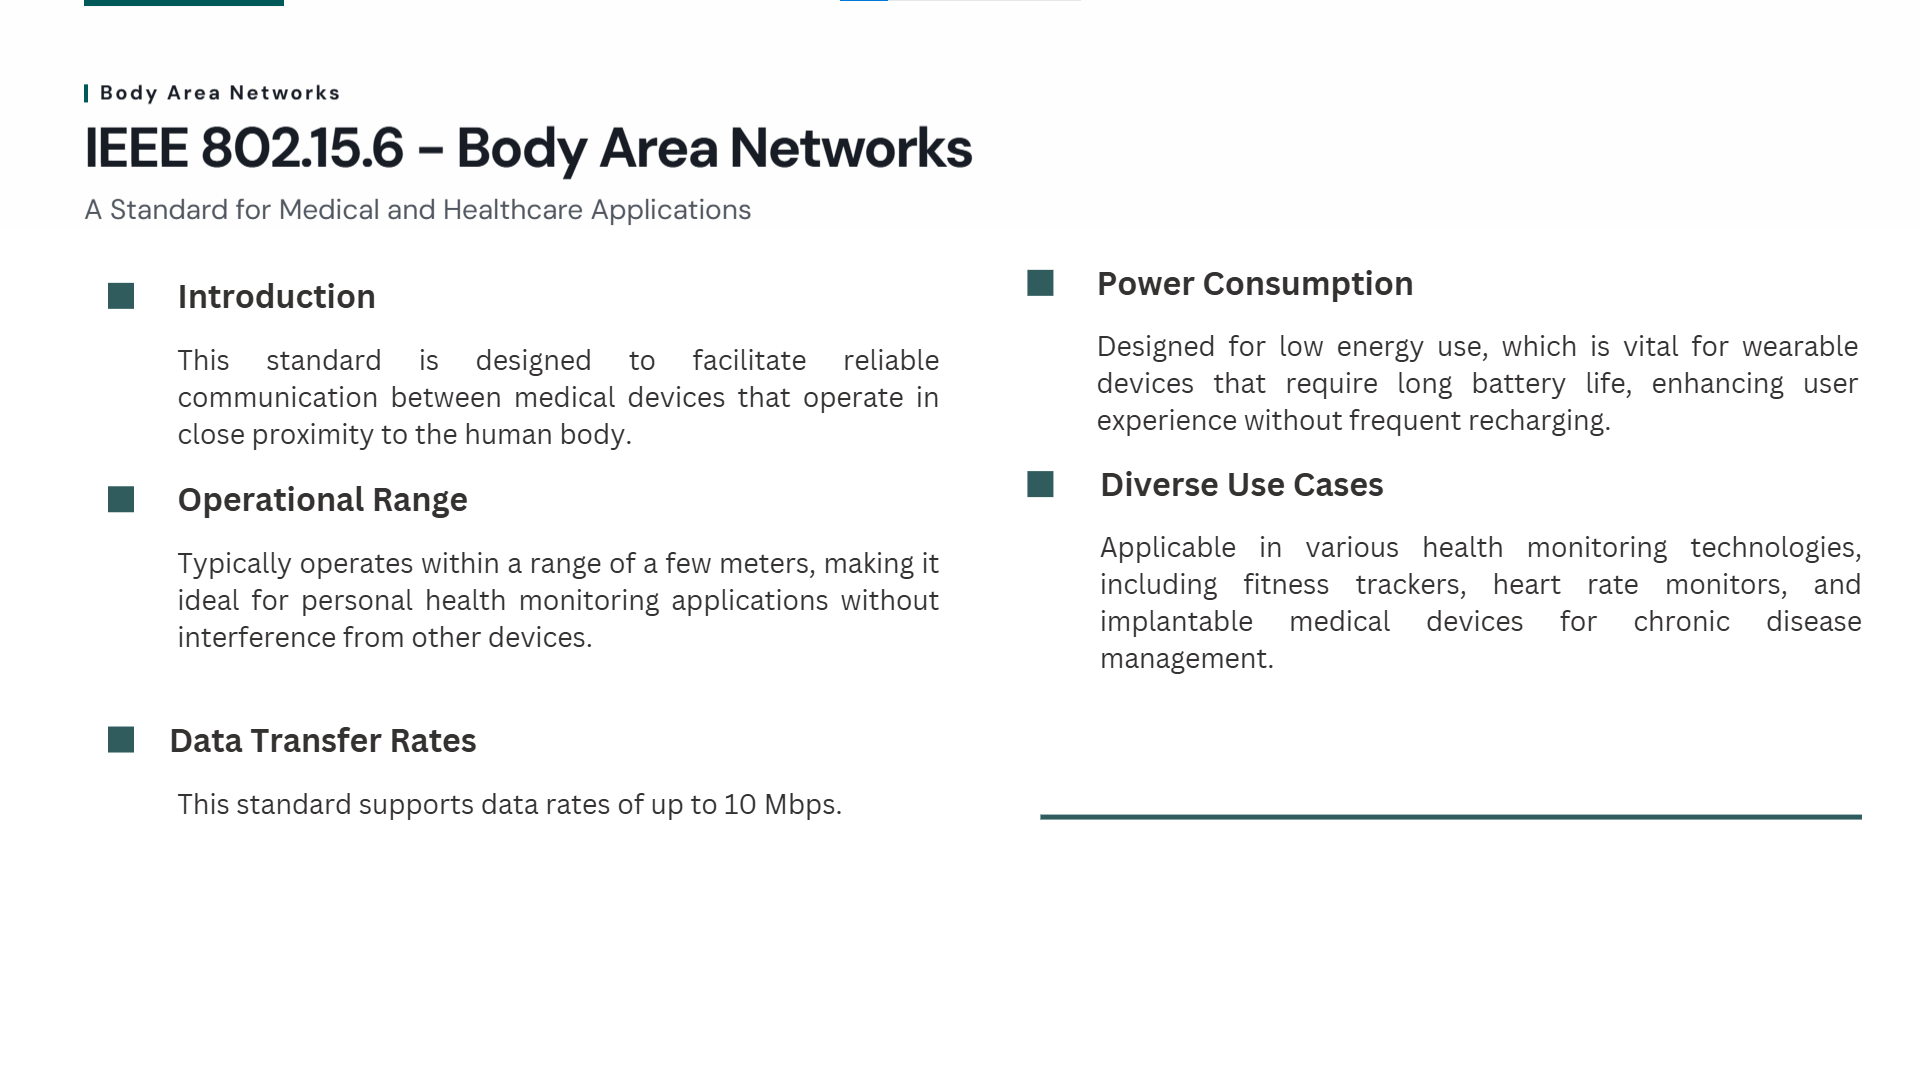 Body Area Networks
IEEE 802.15.6 – Body Area Networks
A Standard for Medical and Healthcare Applications
Introduction
This standard is designed to facilitate reliable
communication between medical devices that operate in
close proximity to the human body.
Operational Range
Typically operates within a range of a few meters, making it
ideal for personal health monitoring applications without
interference from other devices.
Data Transfer Rates
This standard supports data rates of up to 10 Mbps.
Power Consumption
Designed for low energy use, which is vital for wearable
devices that require long battery life, enhancing user
experience without frequent recharging.
Diverse Use Cases
Applicable in various health monitoring technologies,
including fitness trackers, heart rate monitors, and
implantable medical devices for chronic disease
management.